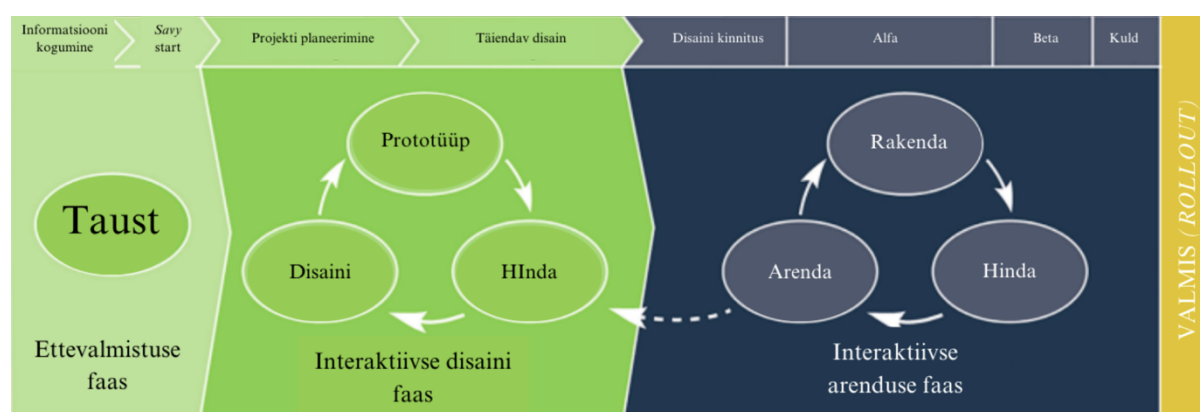 Informatsiooni
kogumine
Savy
start
Projekti planeerimine
Täiendav disain
Disaini kinnitus
Alfa
Beta
Kuld
Taust
Ettevalmistuse
faas
Prototüüp
Disaini
HInda
Interaktiivse disaini
faas
Rakenda
Arenda
Hinda
Interaktiivse
arenduse faas
VALMIS (ROLLOUT)